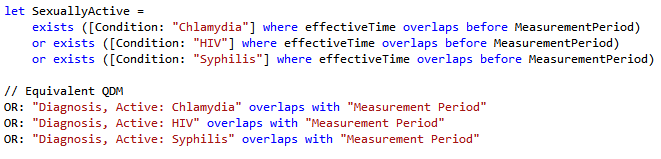 let SexuallyActive =
exists ([Condition: "Chlamydia"] where effectiveTime overlaps before MeasurementPeriod)
or exists ([Condition: "HIV"] where effectiveTime overlaps before MeasurementPeriod)
or exists ([Condition: "Syphilis"] where effectiveTime overlaps before MeasurementPeriod)
// Equivalent QDM
OR: "Diagnosis, Active: Chlamydia" overlaps with "Measurement Period"
OR: "Diagnosis, Active: HIV" overlaps with "Measurement Period"
OR: "Diagnosis, Active: Syphilis" overlaps with "Measurement Period"